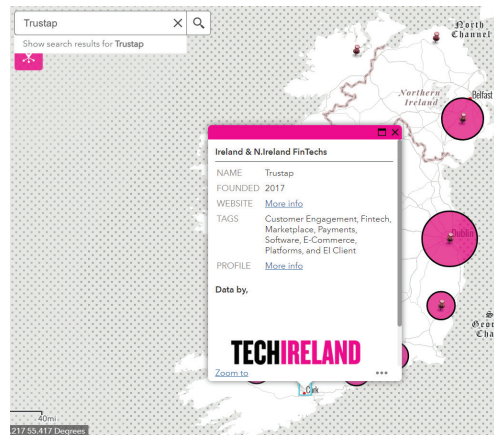 Trustap
Show search results for Trustap
North
Channel
Northern
Ireland
Belfast
Dublin
Ireland & N.Ireland FinTechs
NAME Trustap
FOUNDED 2017
WEBSITE More info
TAGS Customer Engagement, Fintech,
Marketplace, Payments,
Software, E-Commerce,
Platforms, and EI Client
PROFILE More info
Data by,
TECHIRELAND
Zoom to
Cork
40mi
217 55.417 Degrees